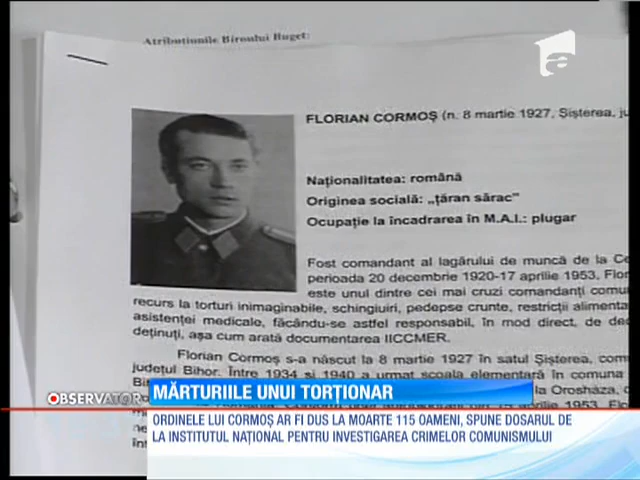 Atribuțiunile Biroului Buget:
FLORIAN CORMOȘ (n. 8 martie 1927, Șișterea,
Naționalitatea: română
Originea socială: „țăran sărac”
Ocupație la încadrarea în M.A.I.: plugar
Fost comandant al lagărului de muncă de la
perioada 20 decembrie 1920-17 aprilie 1953,
este unul dintre cei mai cruzi comandanți
recurs la torturi inimaginabile, schingiuiri, pedepse crunte, restricții
asistenței medicale, făcându-se astfel responsabil, în mod direct, de
dețINUți, așa cum arată documentarea IICCMER.
Florian Cormoș s-a născut la 8 martie 1927 în satul Șișterea,
județul Bihor. Între 1934 și 1940 a urmat școala elementară în comuna
la Orosháza,
1953,
OBSERVATOR
MĂRTURIILE UNUI TORȚIONAR
ORDINELE LUI CORMOȘ AR FI DUS LA MOARTE 115 OAMENI, SPUNE DOSARUL DE
LA INSTITUTUL NAȚIONAL PENTRU INVESTIGAREA CRIMELOR COMUNISMULUI